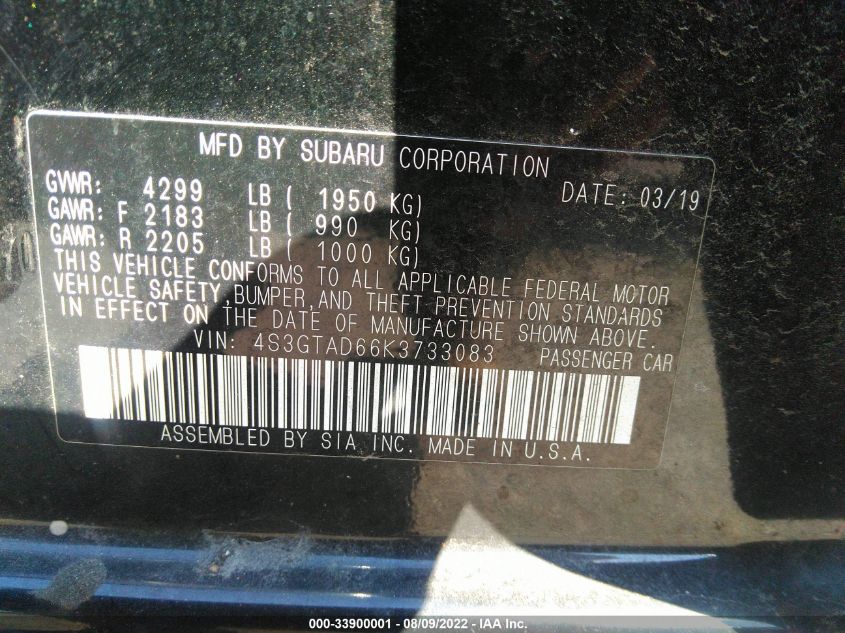 MFD BY SUBARU CORPORATION
GVWR: 4299 LB ( 1950 KG) DATE: 03/19
GAWR: F 2183 LB ( 990 KG)
GAWR: R 2205 LB ( 1000 KG)
THIS VEHICLE CONFORMS TO ALL APPLICABLE FEDERAL MOTOR
VEHICLE SAFETY,BUMPER,AND THEFT PREVENTION STANDARDS
IN EFFECT ON THE DATE OF MANUFACTURE SHOWN ABOVE.
VIN: 4S3GTAD66K3733083 PASSENGER CAR
ASSEMBLED BY SIA INC. MADE IN U.S.A.
000-33900001 - 08/09/2022 - IAA Inc.